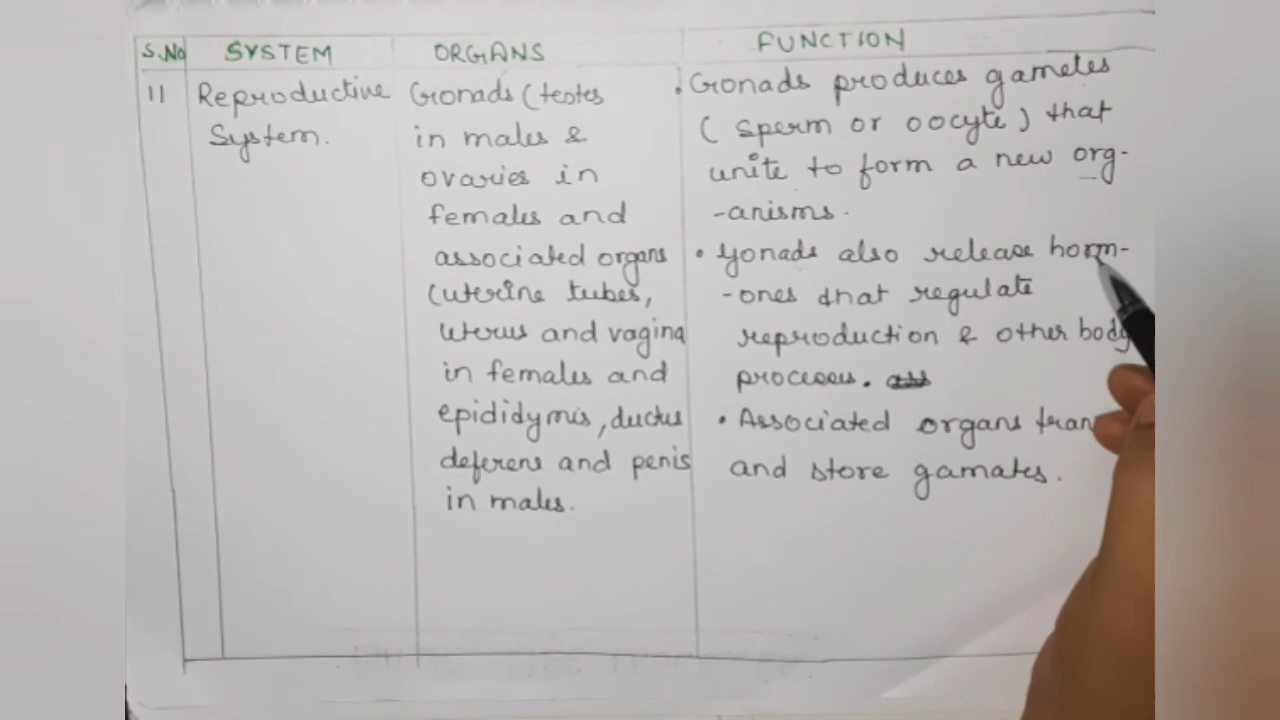 S.No SYSTEM ORGANS FUNCTION
11
Reproductive
System.
Gonads (testes
in males &
ovaries in
females and
associated organs
(uterine tubes,
uterus and vagina
in females and
epididymis, ductus
deferens and penis
in males.
• Gonads produces gametes
(sperm or oocyte) that
unite to form a new org-
-anisms.
• gonads also release horm-
-ones that regulate
reproduction & other body
processes.
• Associated organs tran
and store gamates.